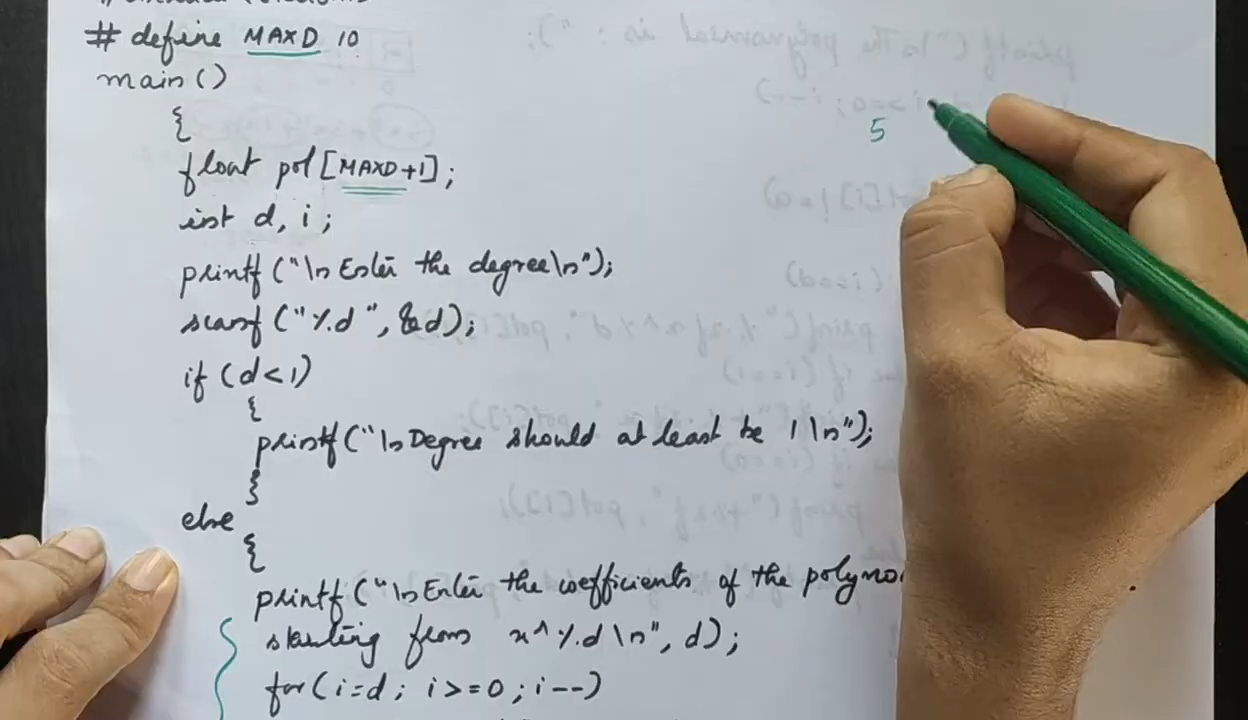 # define MAXD 10
main()
{
float pol[MAXD+1];
5
int d, i;
printf("\n Enter the degree\n");
scanf("%d", &d);
if (d<1)
{
printf("\n Degree should at least be 1 \n");
}
else
{
printf("\n Enter the coefficients of the
starting from x^%d \n", d);
for(i=d; i>=0; i--)